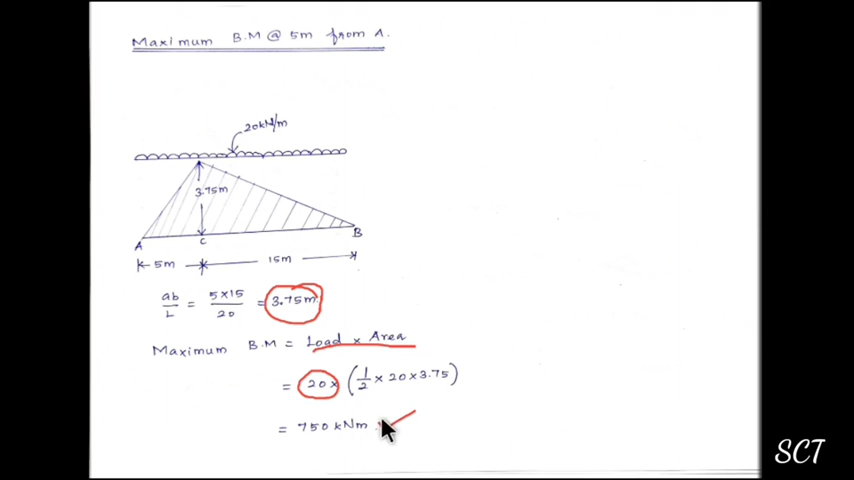 Maximum B.M @ 5m from A.
20kN/m
3.75m
A
C
B
5m
15m
ab/L = 5×15/20 = 3.75m
Maximum B.M = Load × Area
= 20× (1/2 × 20 × 3.75)
= 750 kNm.
SCT